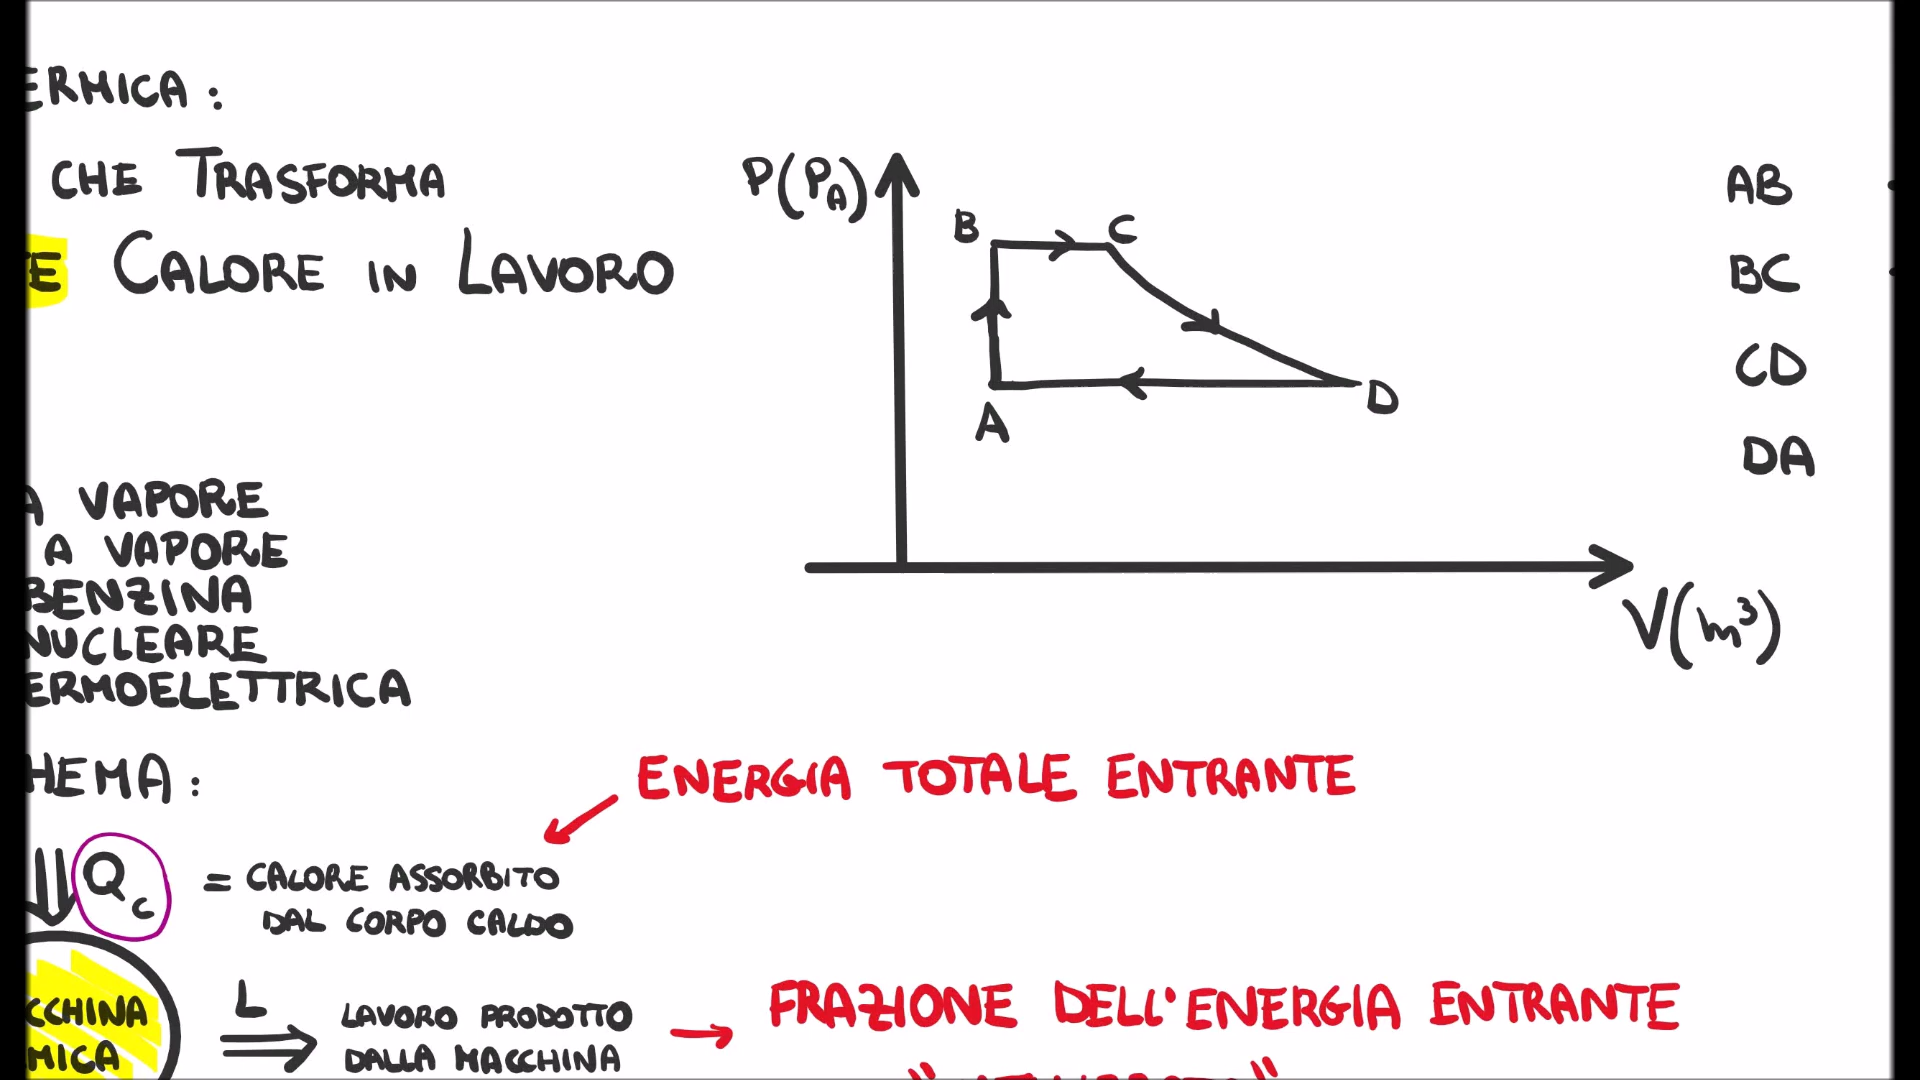 ERMICA:
CHE TRASFORMA
E CALORE IN LAVORO
A VAPORE
A VAPORE
BENZINA
NUCLEARE
ERMOELETTRICA
HEMA:
P(PA)
B
C
A
D
V(m³)
AB
BC
CD
DA
ENERGIA TOTALE ENTRANTE
Qc = CALORE ASSORBITO
DAL CORPO CALDO
CCHINA
MICA
L
LAVORO PRODOTTO
DALLA MACCHINA
FRAZIONE DELL'ENERGIA ENTRANTE